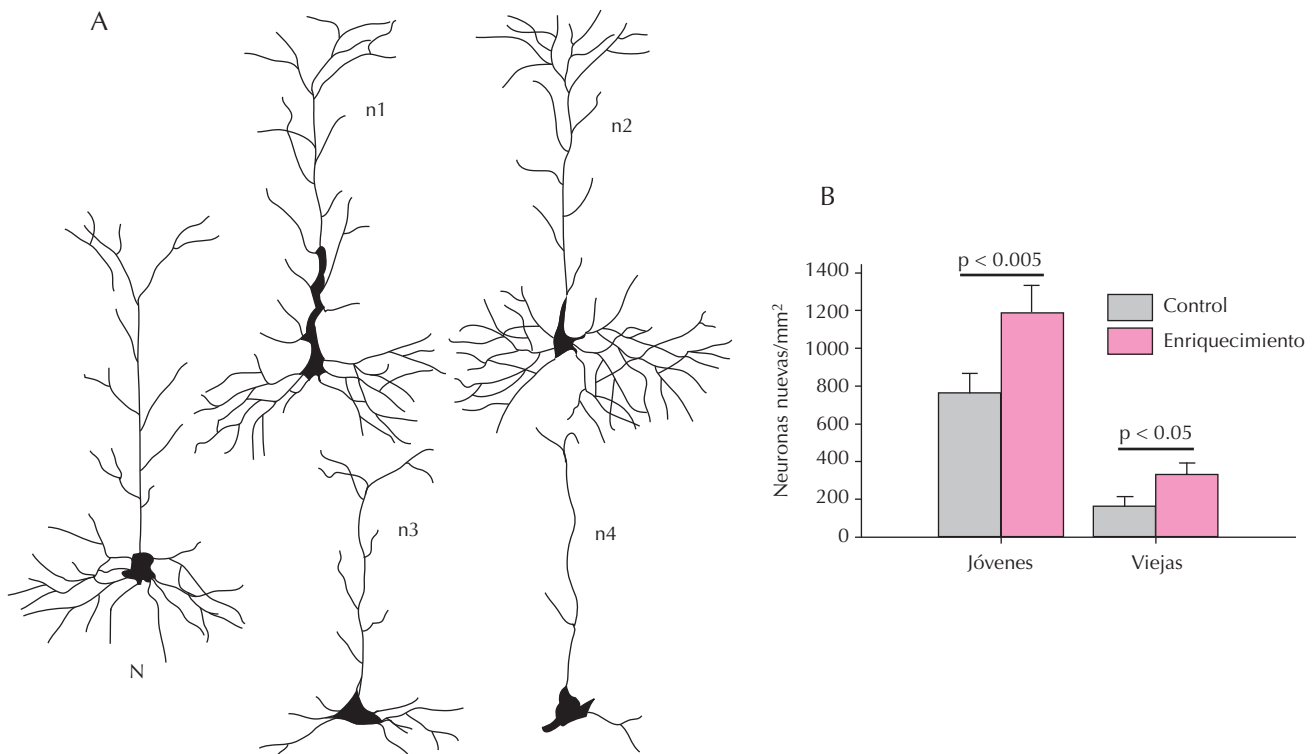 A
n1
n2
N
n3
n4
B
Neuronas nuevas/mm²
1400
1200
1000
800
600
400
200
0
p < 0.005
p < 0.05
Control
Enriquecimiento
Jóvenes
Viejas